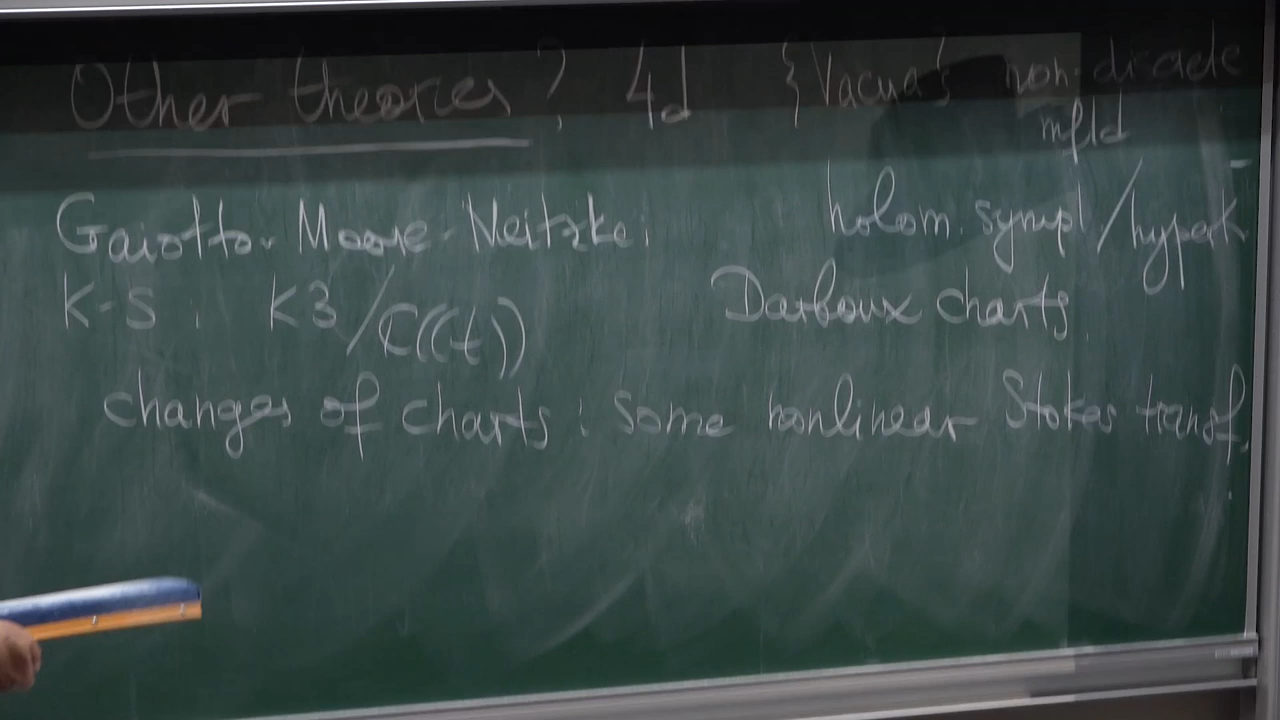 Other theories? 4d {Vacua} non-discrete
mfld
Gaiotto-Moore-Neitzke: holom. sympl/hyperk
K-S: K3/C((t)) Darboux charts
changes of charts: some nonlinear Stokes transf.